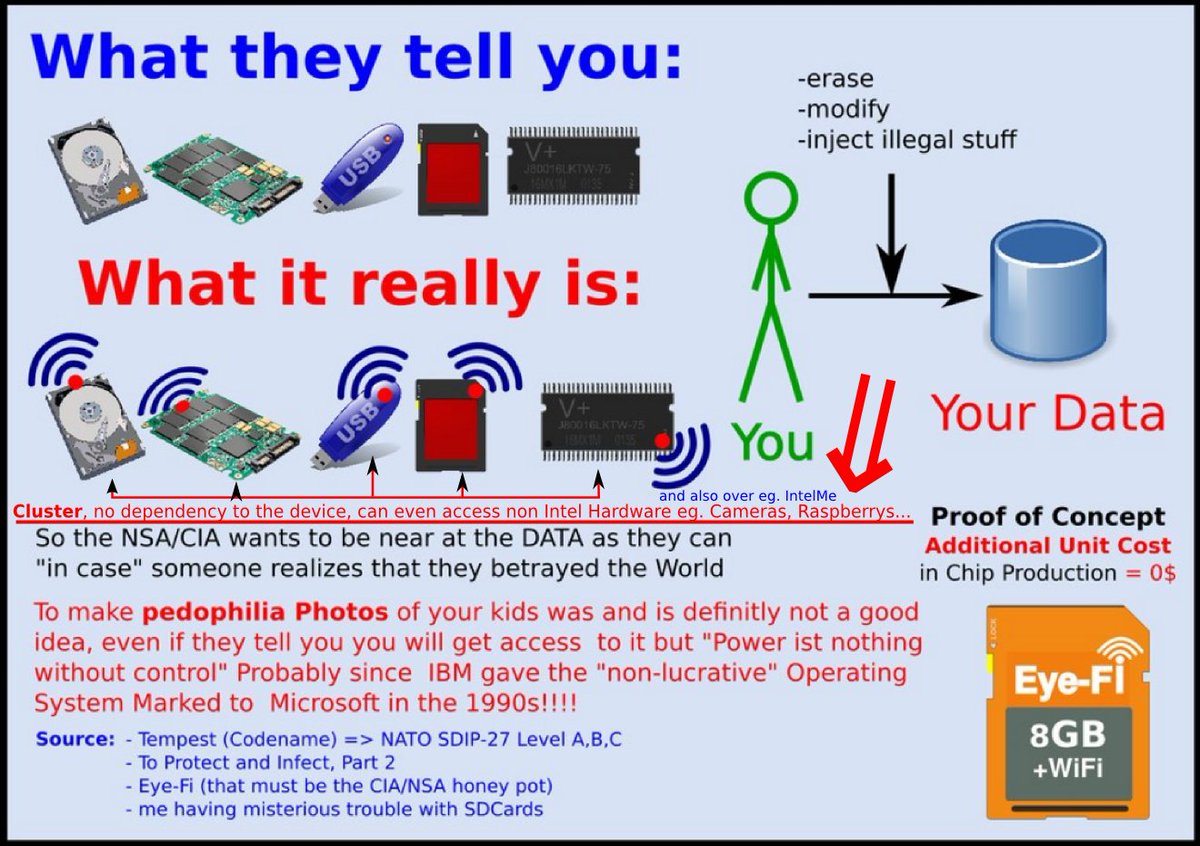 What they tell you:
-erase
-modify
-inject illegal stuff
USB
V+
J80016LKTW-75
16MX1M 0135
What it really is:
USB
V+
J80016LKTW-75
16MX1M 0135
You
Your Data
and also over eg. IntelMe
Cluster, no dependency to the device, can even access non Intel Hardware eg. Cameras, Raspberrys...
So the NSA/CIA wants to be near at the DATA as they can
"in case" someone realizes that they betrayed the World
Proof of Concept
Additional Unit Cost
in Chip Production = 0$
To make pedophilia Photos of your kids was and is definitly not a good
idea, even if they tell you you will get access to it but "Power ist nothing
without control" Probably since IBM gave the "non-lucrative" Operating
System Marked to Microsoft in the 1990s!!!!
Source: - Tempest (Codename) => NATO SDIP-27 Level A,B,C
- To Protect and Infect, Part 2
- Eye-Fi (that must be the CIA/NSA honey pot)
- me having misterious trouble with SDCards
LOCK
Eye-Fi
8GB
+WiFi